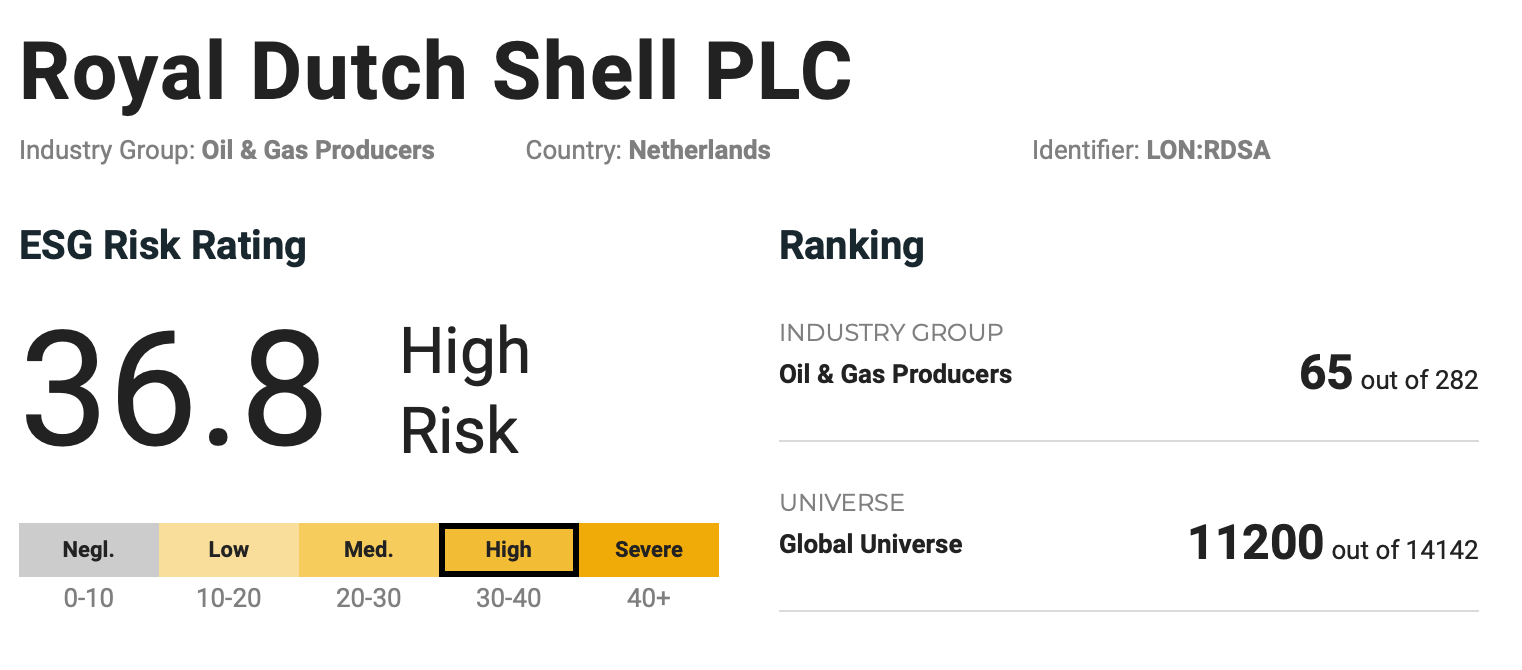 Royal Dutch Shell PLC
Industry Group: Oil & Gas Producers Country: Netherlands Identifier: LON:RDSA
ESG Risk Rating
36.8 High Risk
Negl. Low Med. High Severe
0-10 10-20 20-30 30-40 40+
Ranking
INDUSTRY GROUP
Oil & Gas Producers 65 out of 282
UNIVERSE
Global Universe 11200 out of 14142